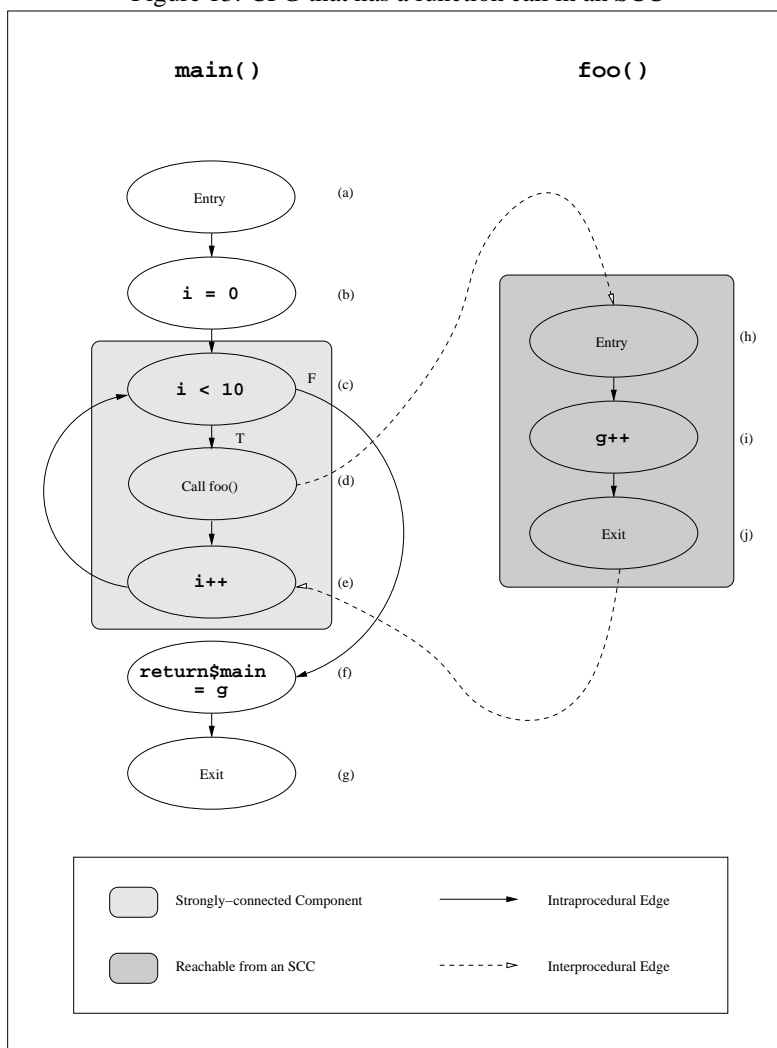 Figure 15: CFG that has a function call in an SCC
main()
foo()
Entry
(a)
i = 0
(b)
i < 10
F
(c)
T
Call foo()
(d)
i++
(e)
return$main
= g
(f)
Exit
(g)
Entry
(h)
g++
(i)
Exit
(j)
Strongly−connected Component
Intraprocedural Edge
Reachable from an SCC
Interprocedural Edge